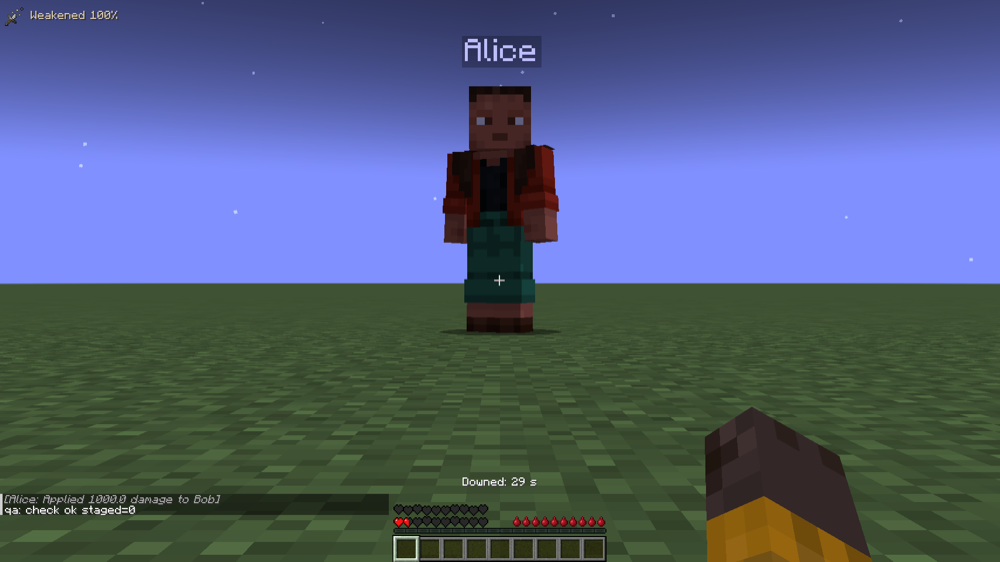 Weakened 100%
Alice
Downed: 29 s
[Alice: Applied 1000.0 damage to Bob]
qa: check ok staged=0